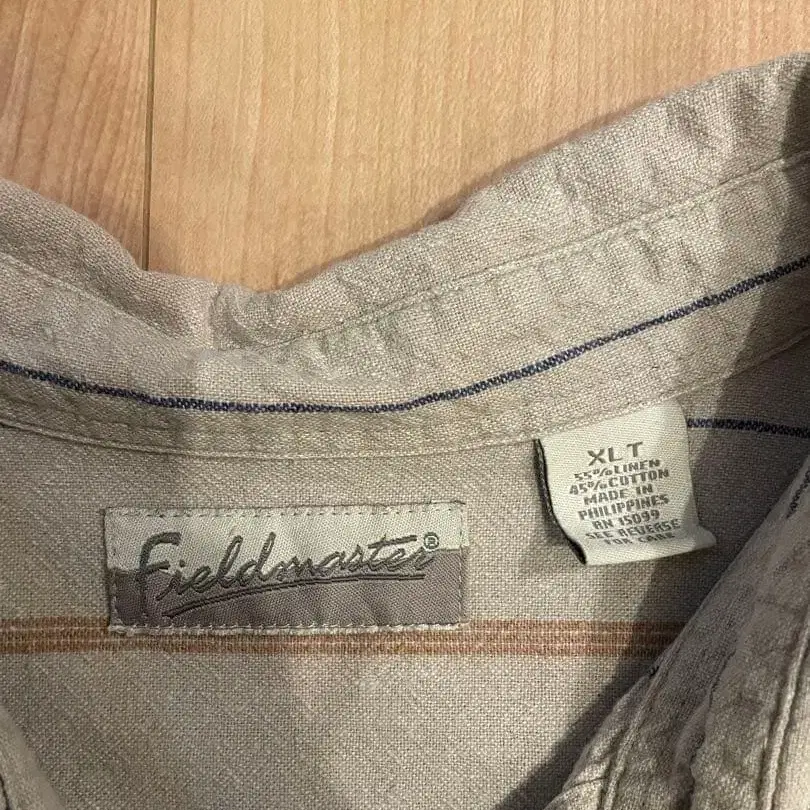 Fieldmaster®
XLT
55% LINEN
45% COTTON
MADE IN
PHILIPPINES
RN 15099
SEE REVERSE
FOR CARE